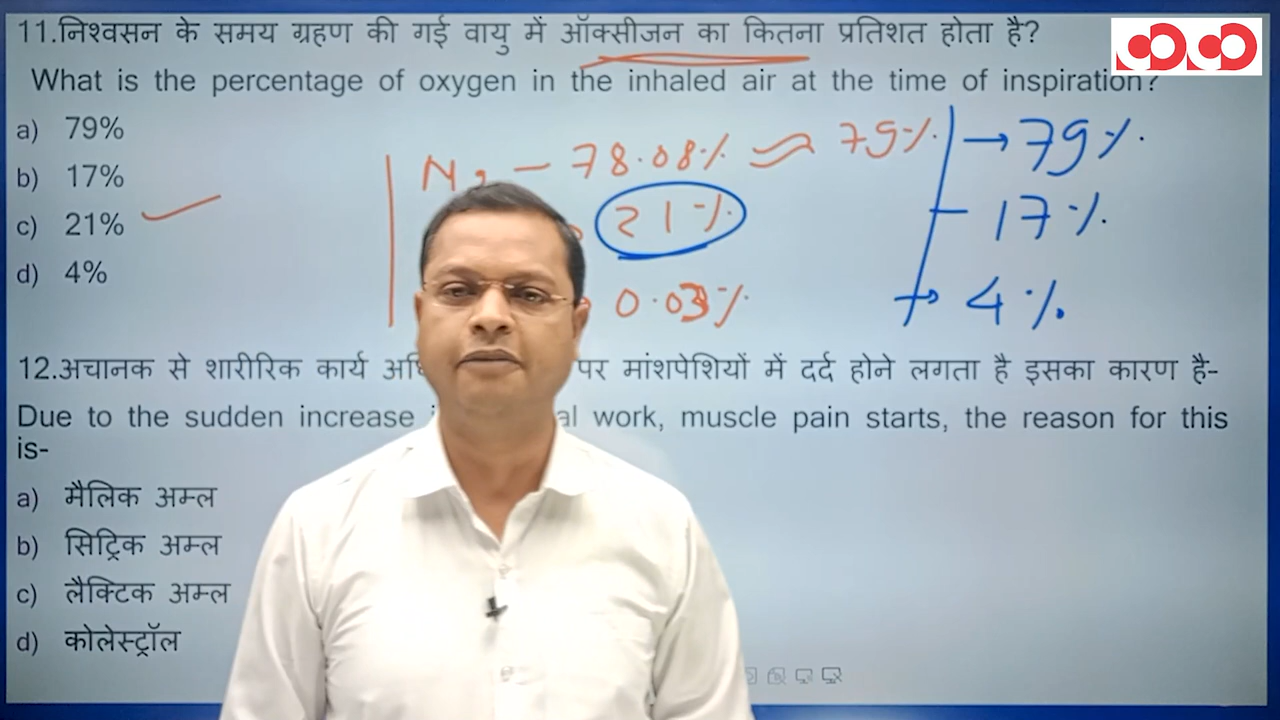 11.निश्वसन के समय ग्रहण की गई वायु में ऑक्सीजन का कितना प्रतिशत होता है?
What is the percentage of oxygen in the inhaled air at the time of inspiration?
a) 79%
b) 17%
c) 21%
d) 4%
N2 – 78.08% ≈ 79%
21%
0.03%
→ 79%.
– 17%.
→ 4%.
12.अचानक से शारीरिक कार्य पर मांशपेशियों में दर्द होने लगता है इसका कारण है-
Due to the sudden increase work, muscle pain starts, the reason for this
is-
a) मैलिक अम्ल
b) सिट्रिक अम्ल
c) लैक्टिक अम्ल
d) कोलेस्ट्रॉल